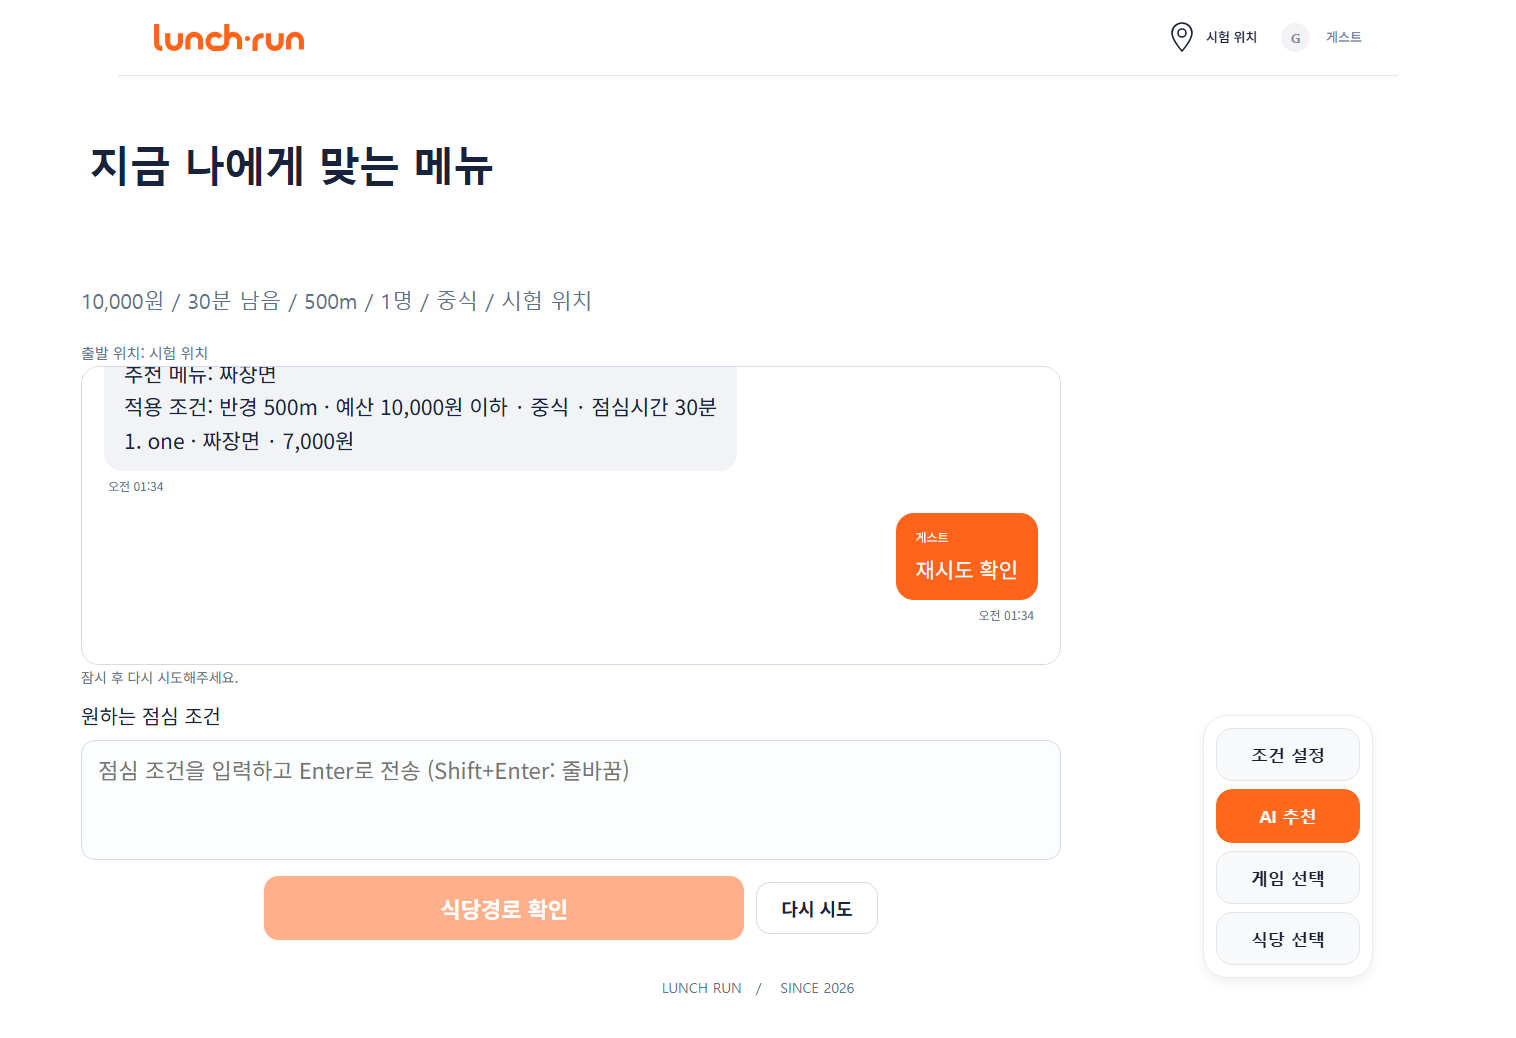 lunch·run
시험 위치
G
게스트
지금 나에게 맞는 메뉴
10,000원 / 30분 남음 / 500m / 1명 / 중식 / 시험 위치
출발 위치: 시험 위치
추천 메뉴: 짜장면
적용 조건: 반경 500m · 예산 10,000원 이하 · 중식 · 점심시간 30분
1. one · 짜장면 · 7,000원
오전 01:34
게스트
재시도 확인
오전 01:34
잠시 후 다시 시도해주세요.
원하는 점심 조건
점심 조건을 입력하고 Enter로 전송 (Shift+Enter: 줄바꿈)
식당경로 확인
다시 시도
조건 설정
AI 추천
게임 선택
식당 선택
LUNCH RUN / SINCE 2026